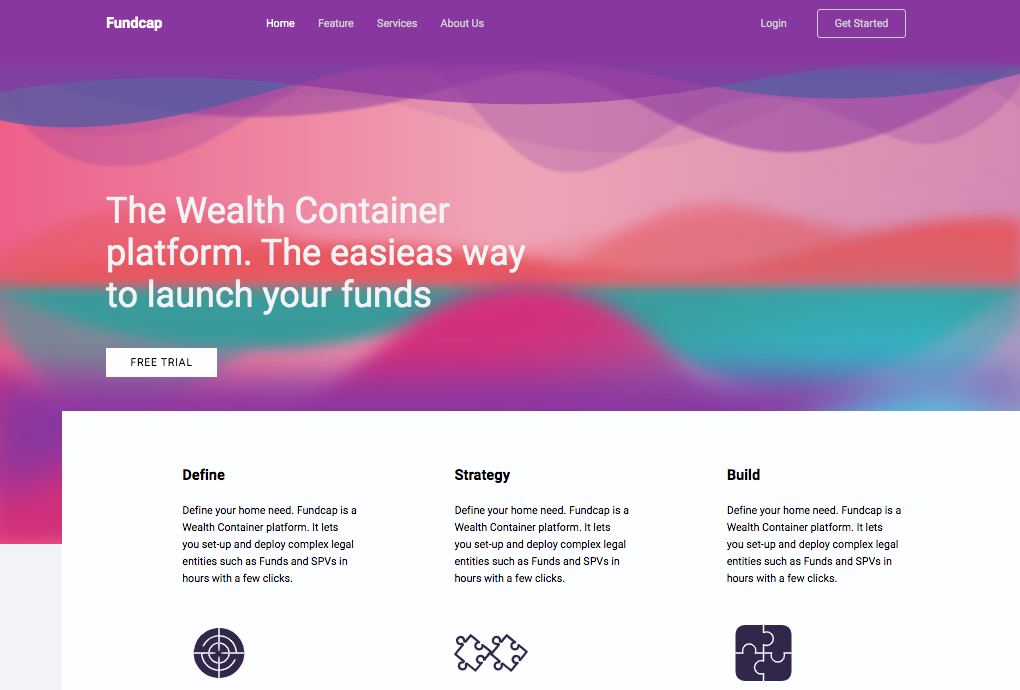 Fundcap Home Feature Services About Us Login Get Started
The Wealth Container
platform. The easieas way
to launch your funds
FREE TRIAL
Define
Define your home need. Fundcap is a
Wealth Container platform. It lets
you set-up and deploy complex legal
entities such as Funds and SPVs in
hours with a few clicks.
Strategy
Define your home need. Fundcap is a
Wealth Container platform. It lets
you set-up and deploy complex legal
entities such as Funds and SPVs in
hours with a few clicks.
Build
Define your home need. Fundcap is a
Wealth Container platform. It lets
you set-up and deploy complex legal
entities such as Funds and SPVs in
hours with a few clicks.